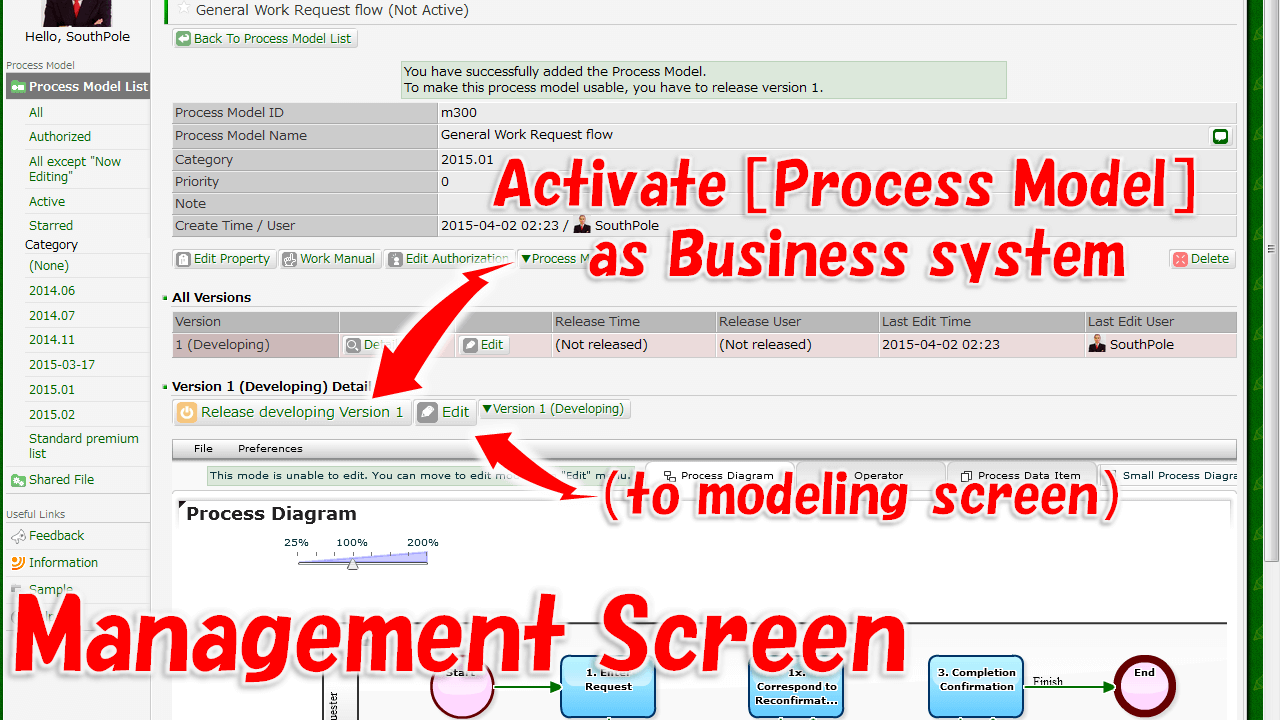 General Work Request flow (Not Active)
Hello, SouthPole
Back To Process Model List
Process Model
Process Model List
All
Authorized
All except "Now
Editing"
Active
Starred
Category
(None)
2014.06
2014.07
2014.11
2015-03-17
2015.01
2015.02
Standard premium
list
Shared File
Useful Links
Feedback
Information
Sample
You have successfully added the Process Model.
To make this process model usable, you have to release version 1.
Process Model ID m300
Process Model Name General Work Request flow
Category 2015.01
Priority 0
Note
Create Time / User 2015-04-02 02:23 / SouthPole
Activate [Process Model]
as Business system
Edit Property Work Manual Edit Authorization ▼Process M Delete
All Versions
Version Release Time Release User Last Edit Time Last Edit User
1 (Developing) Edit (Not released) (Not released) 2015-04-02 02:23 SouthPole
Version 1 (Developing) Detail
Release developing Version 1 Edit ▼Version 1 (Developing)
File Preferences
This mode is unable to edit. You can move to edit mo "Edit" menu.
Process Diagram Operator Process Data Item Small Process Diagra
(to modeling screen)
Process Diagram
25% 100% 200%
Management Screen
Start
1. Enter
Request
1x.
Correspond to
Reconfirmat...
3. Completion
Confirmation
Finish
End